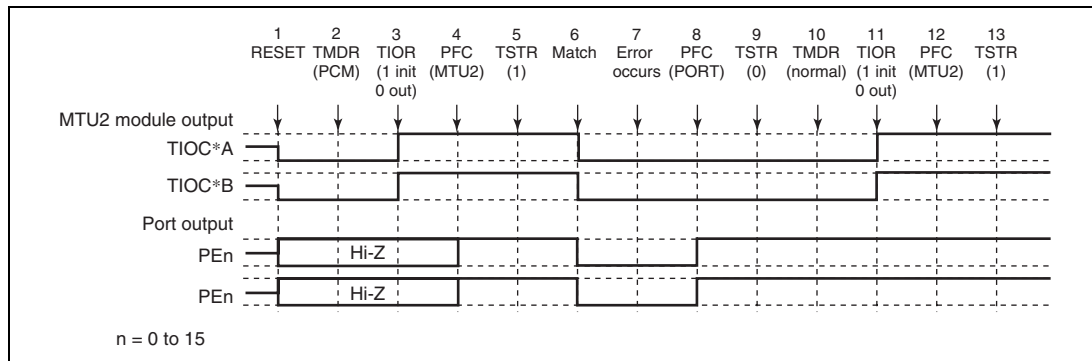 1 2 3 4 5 6 7 8 9 10 11 12 13
RESET TMDR TIOR PFC TSTR Match Error PFC TSTR TMDR TIOR PFC TSTR
(PCM) (1 init (MTU2) (1) occurs (PORT) (0) (normal) (1 init (MTU2) (1)
0 out) 0 out)
MTU2 module output
TIOC*A
TIOC*B
Port output
PEn Hi-Z
PEn Hi-Z
n = 0 to 15